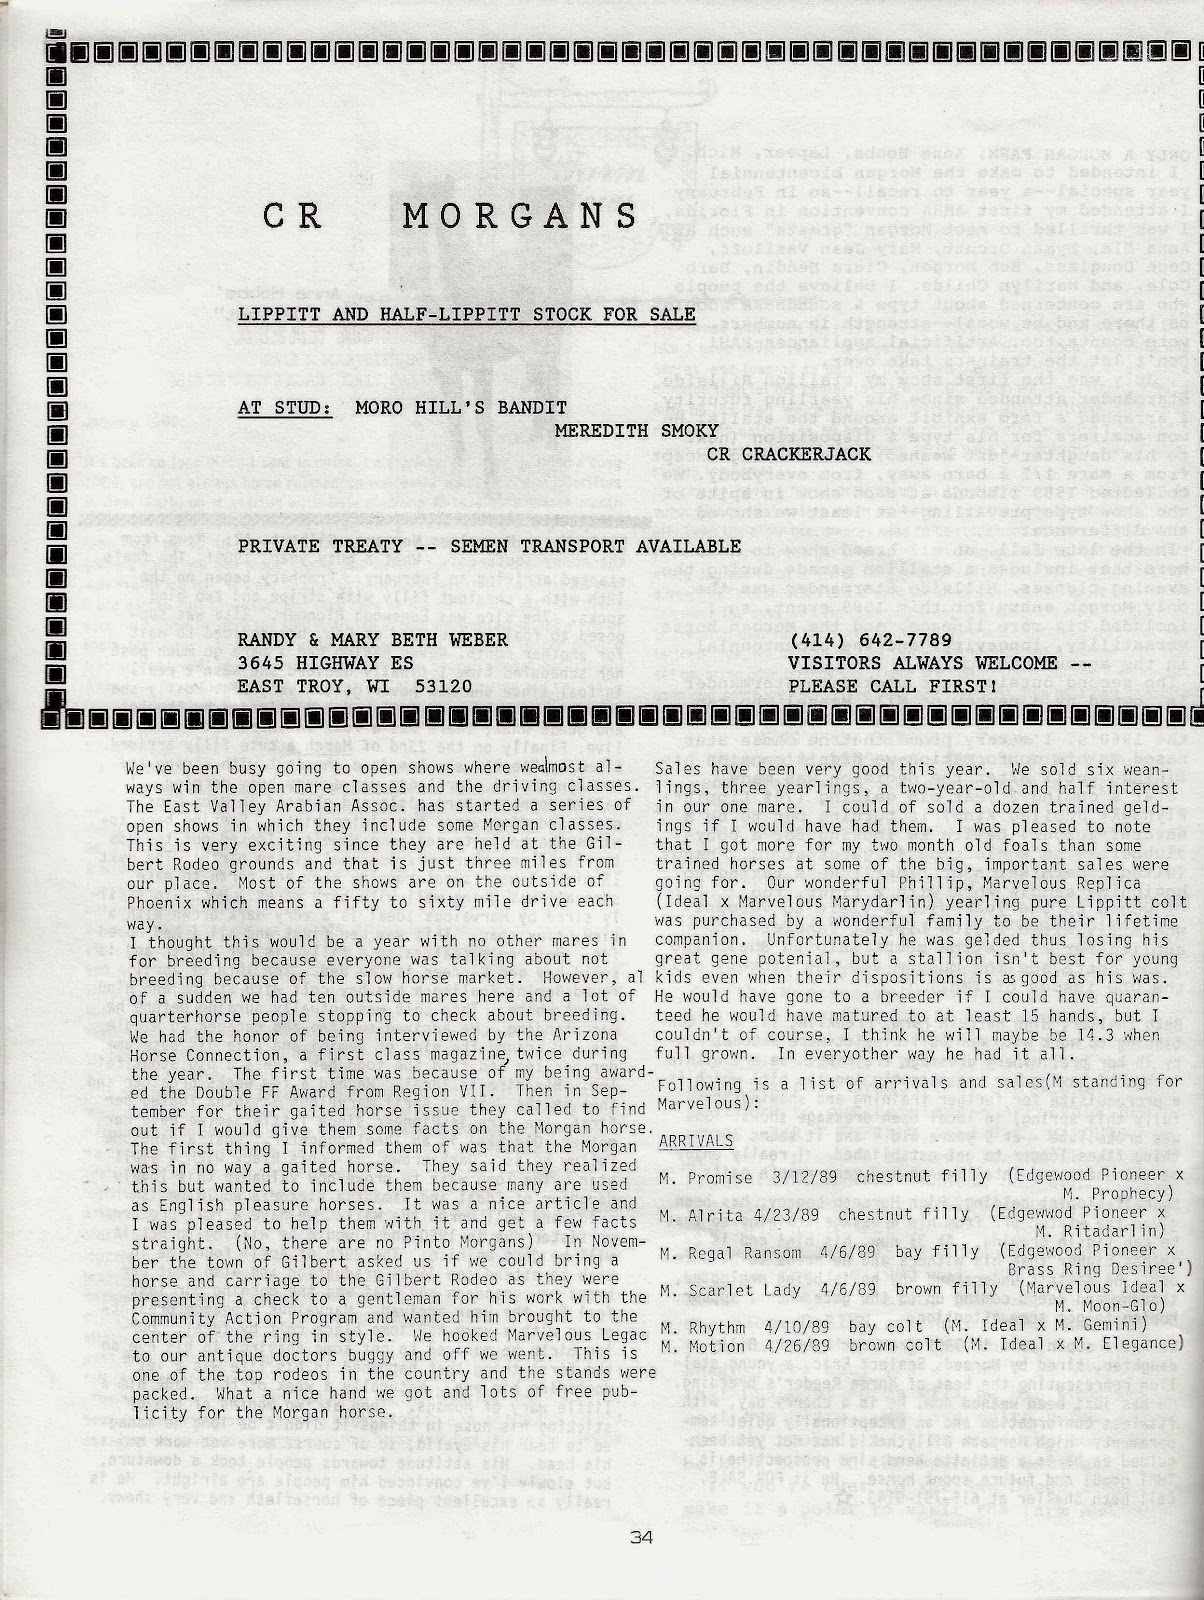 CR MORGANS
LIPPITT AND HALF-LIPPITT STOCK FOR SALE
AT STUD: MORO HILL'S BANDIT
MEREDITH SMOKY
CR CRACKERJACK
PRIVATE TREATY -- SEMEN TRANSPORT AVAILABLE
RANDY & MARY BETH WEBER
3645 HIGHWAY ES
EAST TROY, WI 53120
(414) 642-7789
VISITORS ALWAYS WELCOME --
PLEASE CALL FIRST!
We've been busy going to open shows where wealmost al-
ways win the open mare classes and the driving classes.
The East Valley Arabian Assoc. has started a series of
open shows in which they include some Morgan classes.
This is very exciting since they are held at the Gil-
bert Rodeo grounds and that is just three miles from
our place. Most of the shows are on the outside of
Phoenix which means a fifty to sixty mile drive each
way.
I thought this would be a year with no other mares in
for breeding because everyone was talking about not
breeding because of the slow horse market. However, al
of a sudden we had ten outside mares here and a lot of
quarterhorse people stopping to check about breeding.
We had the honor of being interviewed by the Arizona
Horse Connection, a first class magazine, twice during
the year. The first time was because of my being award-
ed the Double FF Award from Region VII. Then in Sep-
tember for their gaited horse issue they called to find
out if I would give them some facts on the Morgan horse.
The first thing I informed them of was that the Morgan
was in no way a gaited horse. They said they realized
this but wanted to include them because many are used
as English pleasure horses. It was a nice article and
I was pleased to help them with it and get a few facts
straight. (No, there are no Pinto Morgans) In Novem-
ber the town of Gilbert asked us if we could bring a
horse and carriage to the Gilbert Rodeo as they were
presenting a check to a gentleman for his work with the
Community Action Program and wanted him brought to the
center of the ring in style. We hooked Marvelous Legac
to our antique doctors buggy and off we went. This is
one of the top rodeos in the country and the stands were
packed. What a nice hand we got and lots of free pub-
licity for the Morgan horse.
Sales have been very good this year. We sold six wean-
lings, three yearlings, a two-year-old and half interest
in our one mare. I could of sold a dozen trained geld-
ings if I would have had them. I was pleased to note
that I got more for my two month old foals than some
trained horses at some of the big, important sales were
going for. Our wonderful Phillip, Marvelous Replica
(Ideal x Marvelous Marydarlin) yearling pure Lippitt colt
was purchased by a wonderful family to be their lifetime
companion. Unfortunately he was gelded thus losing his
great gene potenial, but a stallion isn't best for young
kids even when their dispositions is as good as his was.
He would have gone to a breeder if I could have quaran-
teed he would have matured to at least 15 hands, but I
couldn't of course, I think he will maybe be 14.3 when
full grown. In everyother way he had it all.
Following is a list of arrivals and sales(M standing for
Marvelous):
ARRIVALS
M. Promise 3/12/89 chestnut filly (Edgewood Pioneer x
M. Prophecy)
M. Alrita 4/23/89 chestnut filly (Edgewwod Pioneer x
M. Ritadarlin)
M. Regal Ransom 4/6/89 bay filly (Edgewood Pioneer x
Brass Ring Desiree')
M. Scarlet Lady 4/6/89 brown filly (Marvelous Ideal x
M. Moon-Glo)
M. Rhythm 4/10/89 bay colt (M. Ideal x M. Gemini)
M. Motion 4/26/89 brown colt (M. Ideal x M. Elegance)
34